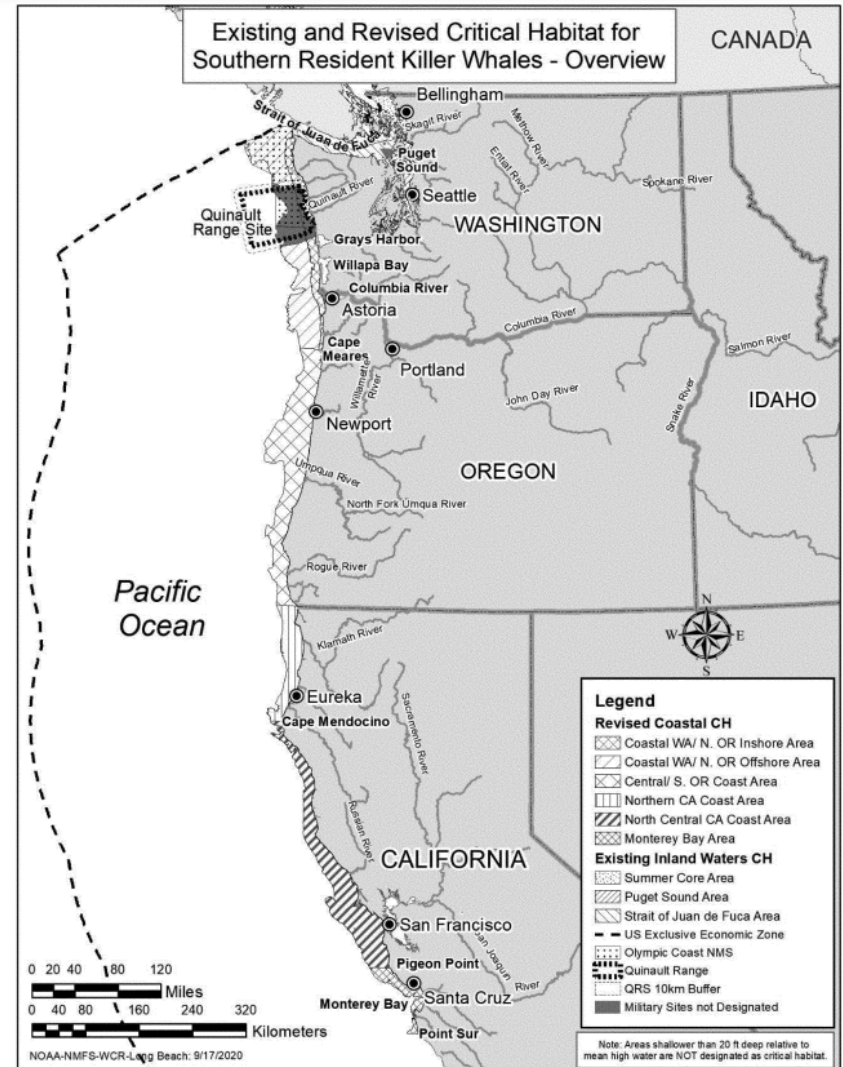 Existing and Revised Critical Habitat for
Southern Resident Killer Whales - Overview
CANADA
Bellingham
Strait of Juan de Fuca
Skagit River
Methow River
Puget
Sound
Entiat River
Spokane River
Quinault River
Seattle
Quinault
Range Site
WASHINGTON
Grays Harbor
Willapa Bay
Columbia River
Astoria
Columbia River
Cape
Meares
Willamette
River
Portland
Salmon River
John Day River
Snake River
IDAHO
Newport
Umpqua River
OREGON
North Fork Umqua River
Rogue River
Pacific
Ocean
N
W
E
S
Klamath River
Eureka
Cape Mendocino
Sacramento River
Russian River
CALIFORNIA
San Francisco
Pigeon Point
Joaquin
River
Santa Cruz
Monterey Bay
Point Sur
Legend
Revised Coastal CH
Coastal WA/ N. OR Inshore Area
Coastal WA/ N. OR Offshore Area
Central/ S. OR Coast Area
Northern CA Coast Area
North Central CA Coast Area
Monterey Bay Area
Existing Inland Waters CH
Summer Core Area
Puget Sound Area
Strait of Juan de Fuca Area
US Exclusive Economic Zone
Olympic Coast NMS
Quinault Range
QRS 10km Buffer
Military Sites not Designated
0 20 40 80 120
Miles
0 40 80 160 240 320
Kilometers
NOAA-NMFS-WCR-Long Beach: 9/17/2020
Note: Areas shallower than 20 ft deep relative to
mean high water are NOT designated as critical habitat.